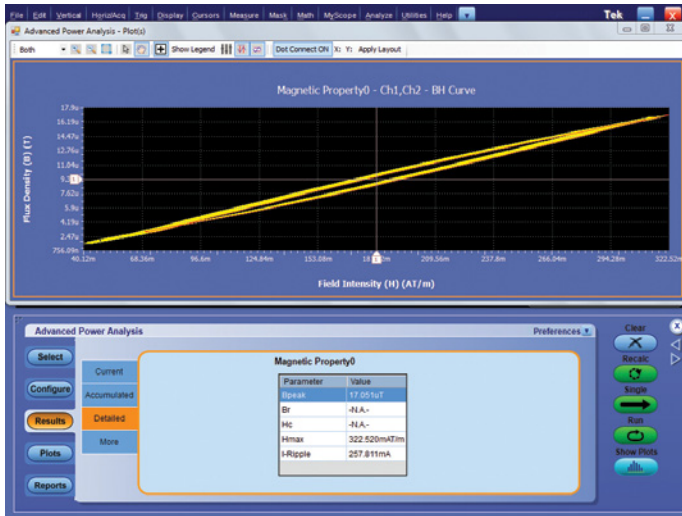 File Edit Vertical Horiz/Acq Trig Display Cursors Measure Mask Math MyScope Analyze Utilities Help Tek
Advanced Power Analysis - Plot(s)
Both Show Legend Dot Connect ON X: Y: Apply Layout
Magnetic Property0 - Ch1,Ch2 - BH Curve
Flux Density (B) (T)
17.9u
16.19u
14.47u
12.76u
11.04u
7.62u
5.9u
4.19u
2.47u
756.09n
40.12m 68.36m 96.6m 124.84m 153.08m 209.56m 237.8m 266.04m 294.28m 322.52m
Field Intensity (H) (AT/m)
Advanced Power Analysis Preferences Clear
Select Configure Results Plots Reports
Current Accumulated Detailed More
Magnetic Property0
Parameter Value
Bpeak 17.051uT
Br -N.A.-
Hc -N.A.-
Hmax 322.520mAT/m
I-Ripple 257.811mA
Recalc
Single
Run
Show Plots